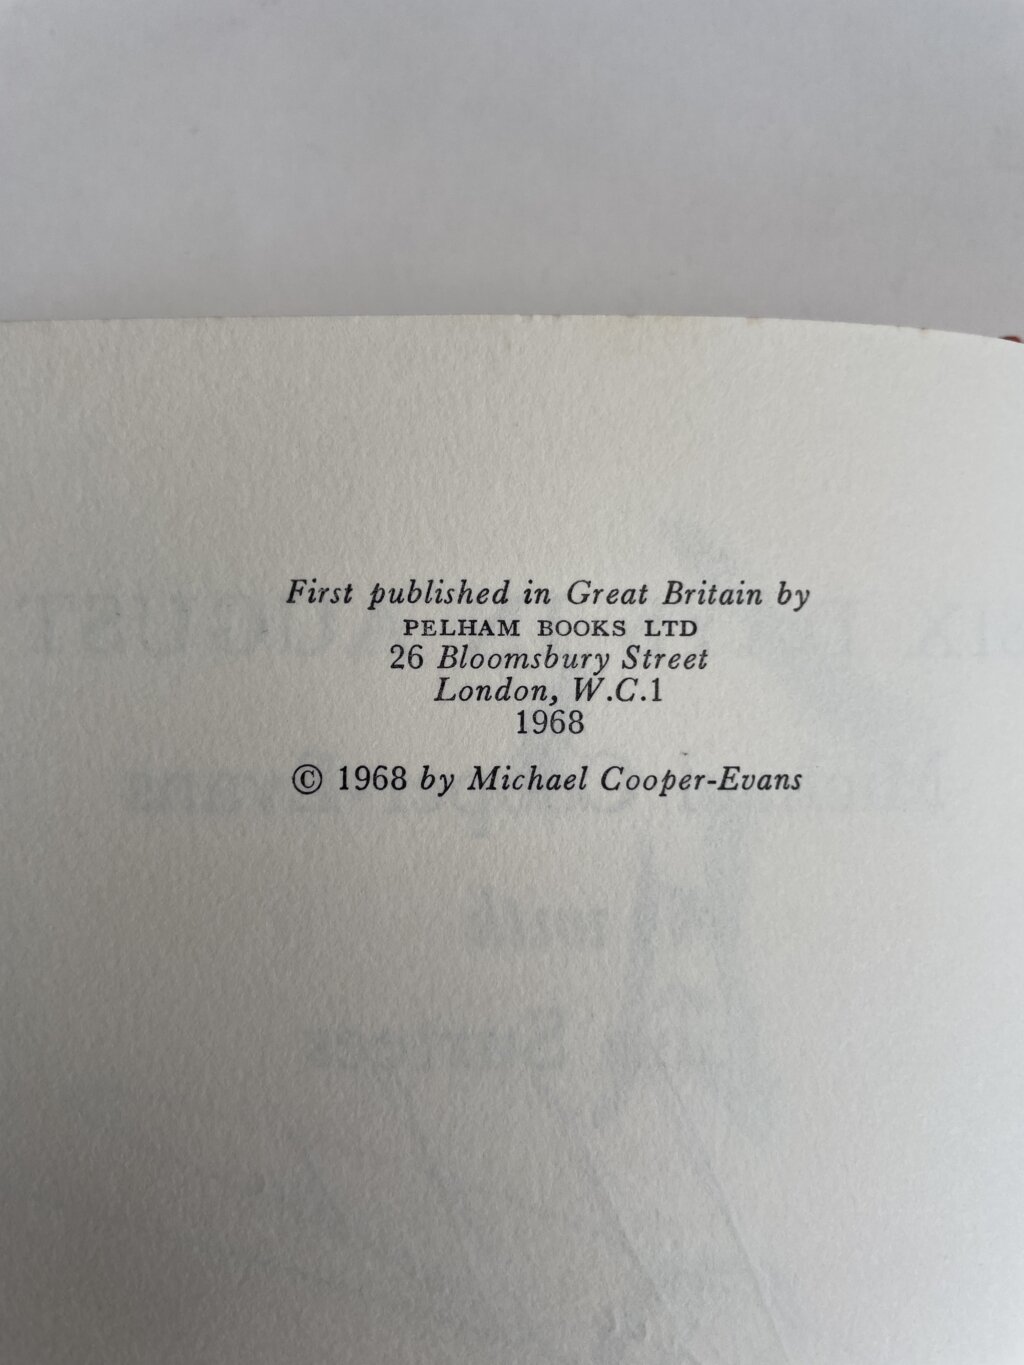 First published in Great Britain by
PELHAM BOOKS LTD
26 Bloomsbury Street
London, W.C.1
1968
© 1968 by Michael Cooper-Evans